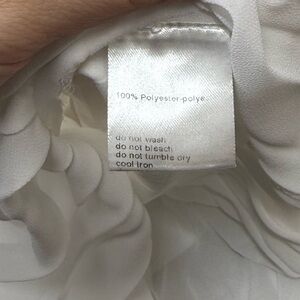 100% Polyester-polye
do not wash
do not bleach
do not tumble dry
cool iron